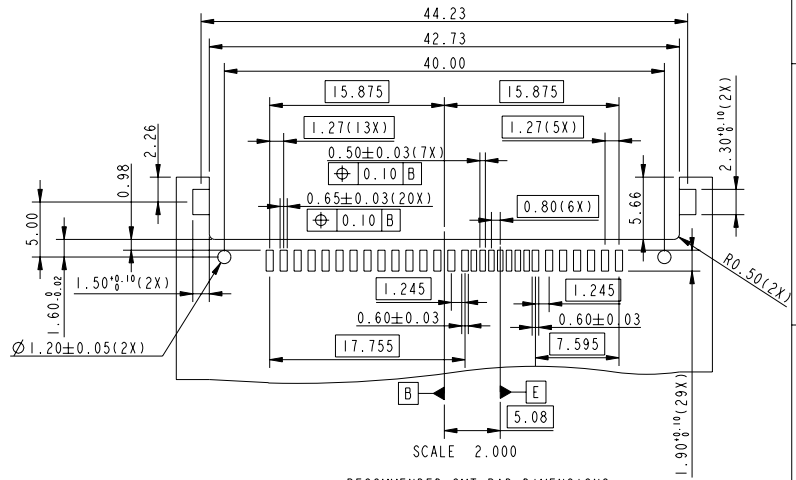 44.23
42.73
40.00
15.875 15.875
1.27(13X) 1.27(5X)
0.50±0.03(7X)
⌖ 0.10 B
0.65±0.03(20X)
⌖ 0.10 B
0.80(6X)
2.26
0.98
5.00
5.66
2.30+0.10 0 (2X)
1.50+0.10 0 (2X)
1.60 0 -0.02
R0.50(2X)
1.245 1.245
0.60±0.03 0.60±0.03
Ø1.20±0.05(2X)
17.755 7.595
B E
5.08
1.90+0.10 0 (29X)
SCALE 2.000